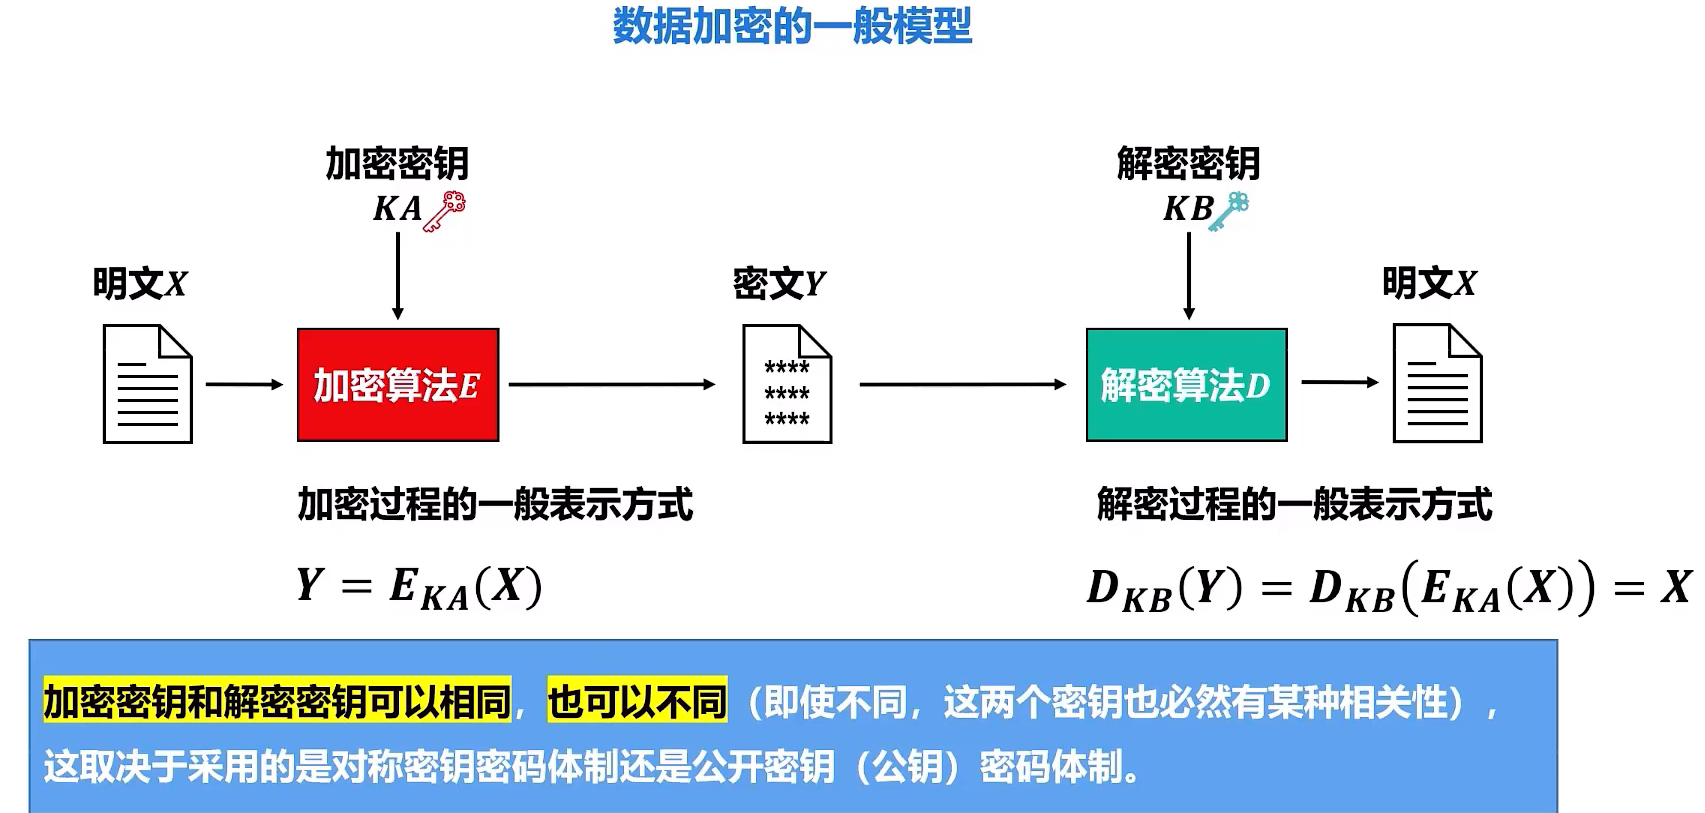 数据加密的一般模型
加密密钥
KA
解密密钥
KB
明文X
密文Y
明文X
加密算法E
****
****
****
解密算法D
加密过程的一般表示方式
解密过程的一般表示方式
Y = E_{KA}(X)
D_{KB}(Y) = D_{KB}(E_{KA}(X)) = X
加密密钥和解密密钥可以相同，也可以不同（即使不同，这两个密钥也必然有某种相关性），
这取决于采用的是对称密钥密码体制还是公开密钥（公钥）密码体制。